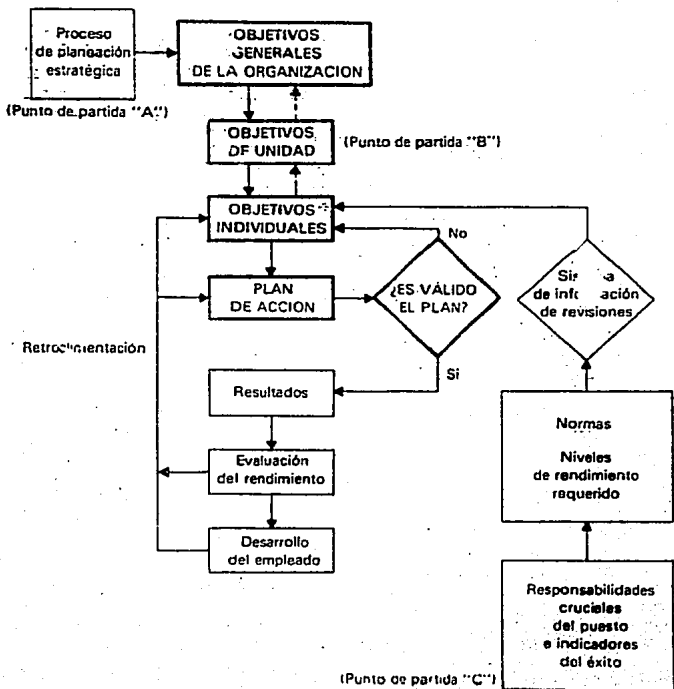 Proceso
de planeación
estratégica
OBJETIVOS
GENERALES
DE LA ORGANIZACION
(Punto de partida "A")
OBJETIVOS
DE UNIDAD
(Punto de partida "B")
OBJETIVOS
INDIVIDUALES
No
PLAN
DE ACCION
¿ES VÁLIDO
EL PLAN?
de revisiones
Retroalimentación
Si
Resultados
Normas
Niveles
de rendimiento
requerido
Evaluación
del rendimiento
Desarrollo
del empleado
Responsabilidades
cruciales
del puesto
e indicadores
del éxito
(Punto de partida "C")